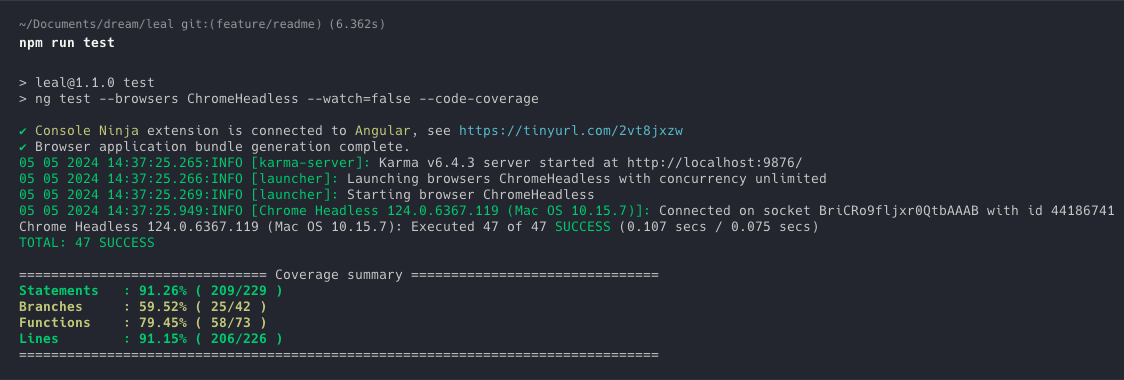 ~/Documents/dream/leal git:(feature/readme) (6.362s)
npm run test
> leal@1.1.0 test
> ng test --browsers ChromeHeadless --watch=false --code-coverage
✔ Console Ninja extension is connected to Angular, see https://tinyurl.com/2vt8jxzw
✔ Browser application bundle generation complete.
05 05 2024 14:37:25.265:INFO [karma-server]: Karma v6.4.3 server started at http://localhost:9876/
05 05 2024 14:37:25.266:INFO [launcher]: Launching browsers ChromeHeadless with concurrency unlimited
05 05 2024 14:37:25.269:INFO [launcher]: Starting browser ChromeHeadless
05 05 2024 14:37:25.949:INFO [Chrome Headless 124.0.6367.119 (Mac OS 10.15.7)]: Connected on socket BriCRo9fljxr0QtbAAAB with id 44186741
Chrome Headless 124.0.6367.119 (Mac OS 10.15.7): Executed 47 of 47 SUCCESS (0.107 secs / 0.075 secs)
TOTAL: 47 SUCCESS
=============================== Coverage summary ===============================
Statements   : 91.26% ( 209/229 )
Branches     : 59.52% ( 25/42 )
Functions    : 79.45% ( 58/73 )
Lines        : 91.15% ( 206/226 )
================================================================================